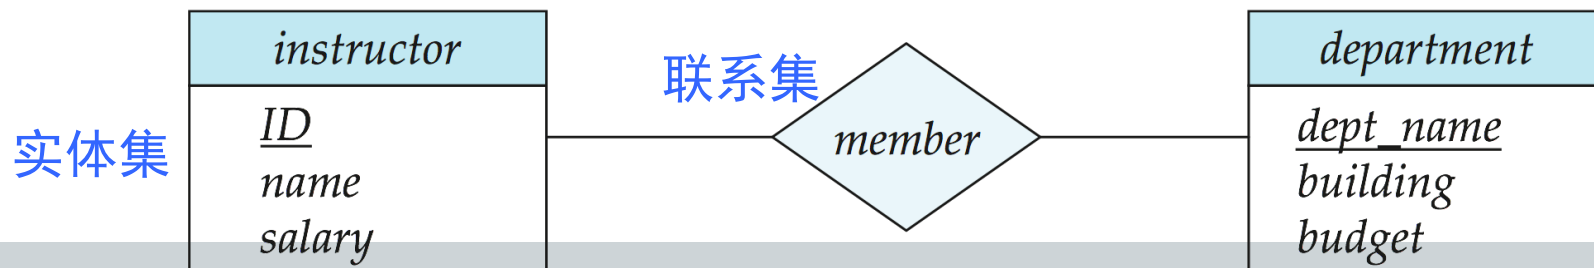 instructor
ID
name
salary
实体集
联系集
member
department
dept_name
building
budget